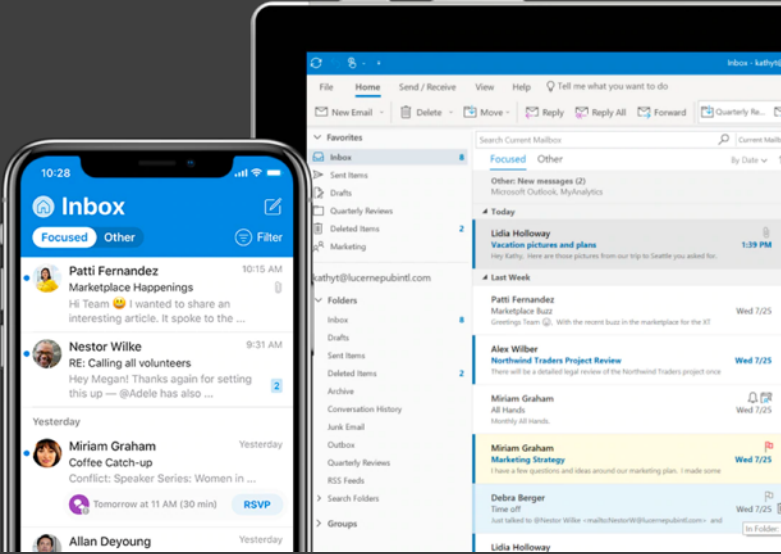 10:28
Inbox
Focused
Other
Filter
Patti Fernandez
10:15 AM
Marketplace Happenings
Hi Team 😃 I wanted to share an
interesting article. It spoke to the ...
Nestor Wilke
9:31 AM
RE: Calling all volunteers
Hey Megan! Thanks again for setting
this up — @Adele has also ...
2
Yesterday
Miriam Graham
Yesterday
Coffee Catch-up
Conflict: Speaker Series: Women in ...
Tomorrow at 11 AM (30 min)
RSVP
Allan Deyoung
Yesterday
Inbox - kathyt@
File
Home
Send / Receive
View
Help
Tell me what you want to do
New Email
Delete
Move
Reply
Reply All
Forward
Quarterly Re...
Favorites
Inbox 8
Sent Items
Drafts
Quarterly Reviews
Deleted Items 2
Marketing
kathyt@lucernepubintl.com
Folders
Inbox 8
Drafts
Sent Items
Deleted Items 2
Archive
Conversation History
Junk Email
Outbox
Quarterly Reviews
RSS Feeds
Search Folders
Groups
Search Current Mailbox
Current
Focused
Other
By Date
Other: New messages (2)
Microsoft Outlook, MyAnalytics
Today
Lidia Holloway
Vacation pictures and plans
1:39 PM
Hey Kathy. Here are those pictures from our trip to Seattle you asked for.
Last Week
Patti Fernandez
Marketplace Buzz
Wed 7/25
Greetings Team 😃. With the recent buzz in the marketplace for the XT
Alex Wilber
Northwind Traders Project Review
Wed 7/25
There will be a detailed legal review of the Northwind Traders project once
Miriam Graham
All Hands
Wed 7/25
Monthly All Hands.
Miriam Graham
Marketing Strategy
Wed 7/25
I have a few questions and ideas around our marketing plan. I made some
Debra Berger
Time off
Wed 7/25
Just talked to @Nestor Wilke <mailto:NestorW@lucernepubintl.com> and
In Folder:
Lidia Holloway